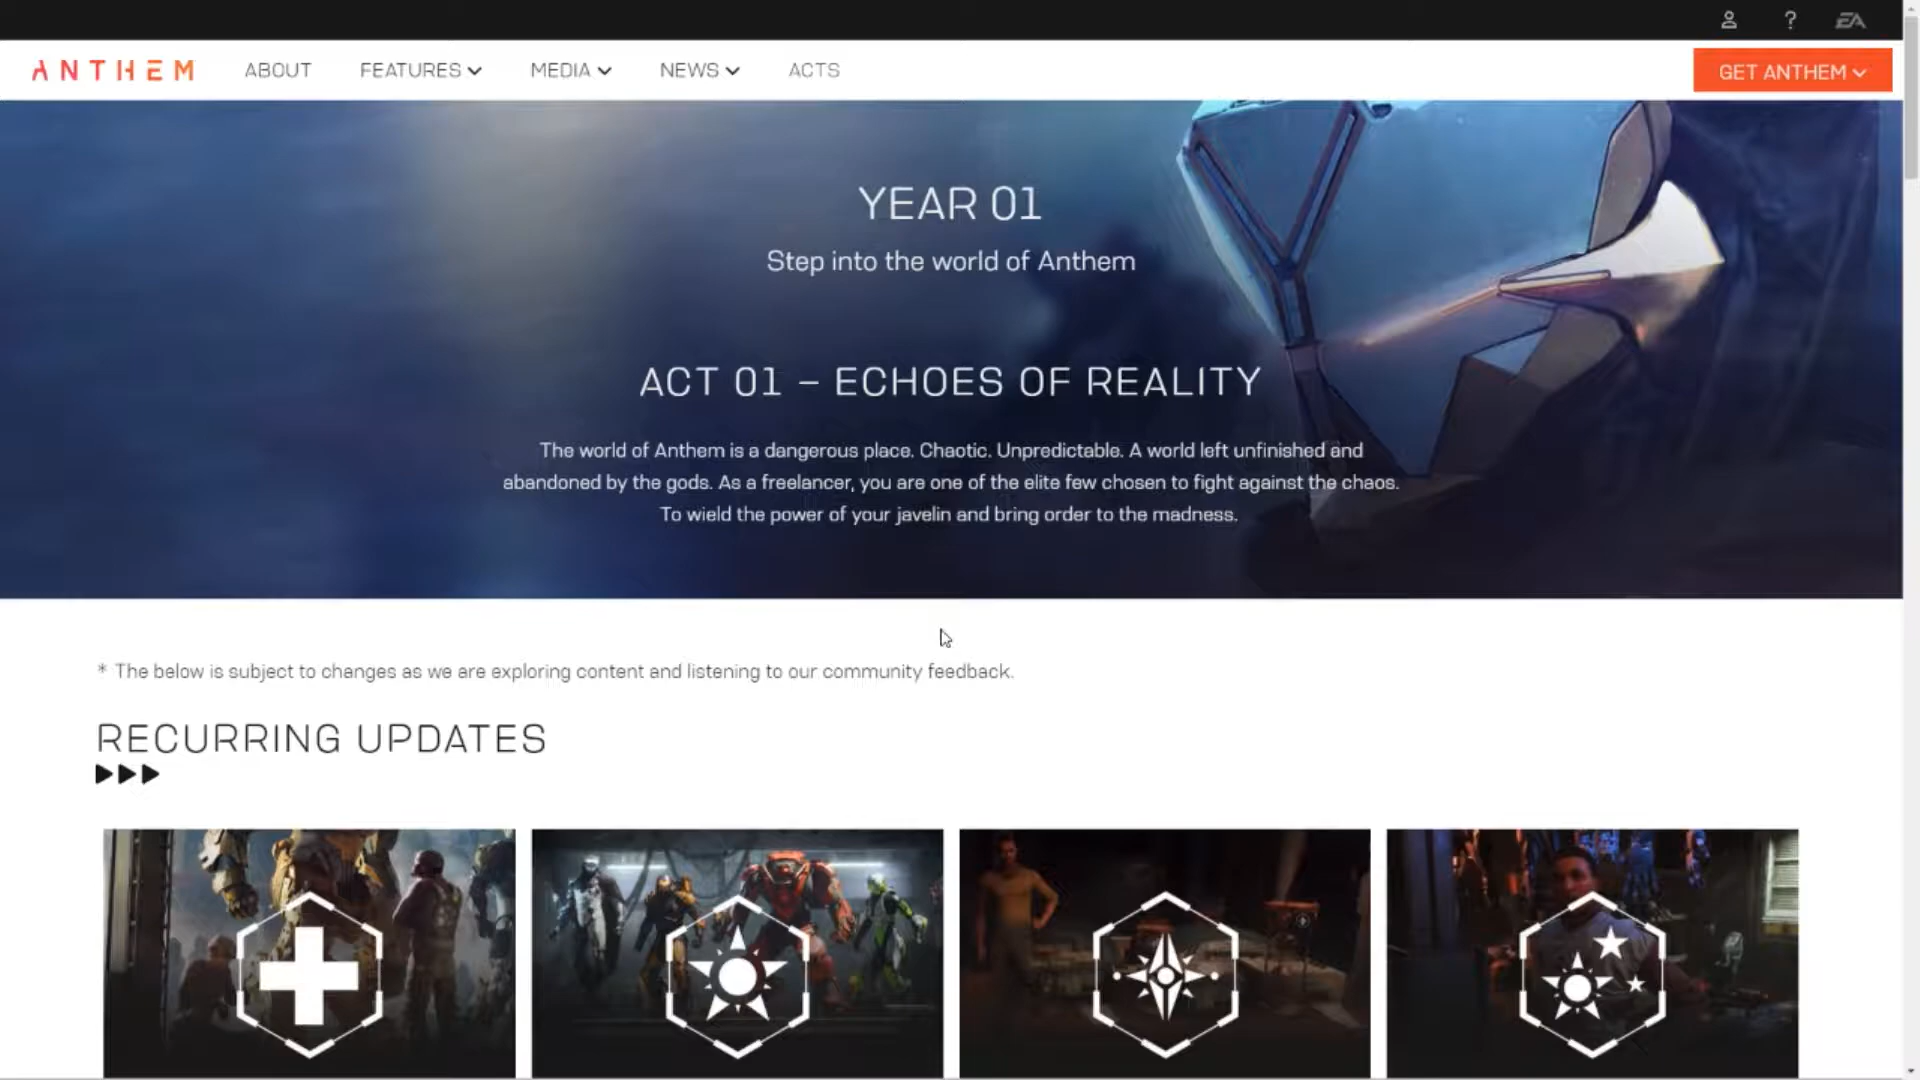 EA
ANTHEM ABOUT FEATURES MEDIA NEWS ACTS GET ANTHEM
YEAR 01
Step into the world of Anthem
ACT 01 – ECHOES OF REALITY
The world of Anthem is a dangerous place. Chaotic. Unpredictable. A world left unfinished and
abandoned by the gods. As a freelancer, you are one of the elite few chosen to fight against the chaos.
To wield the power of your javelin and bring order to the madness.
* The below is subject to changes as we are exploring content and listening to our community feedback.
RECURRING UPDATES